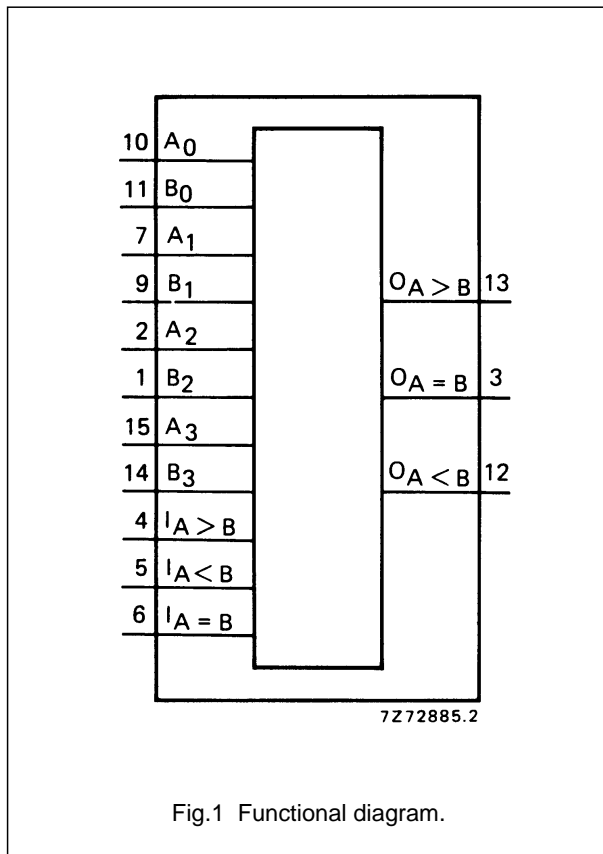 10 A0
11 B0
7 A1
9 B1
2 A2
1 B2
15 A3
14 B3
4 IA > B
5 IA < B
6 IA = B
OA > B 13
OA = B 3
OA < B 12
7Z72885.2
Fig.1 Functional diagram.